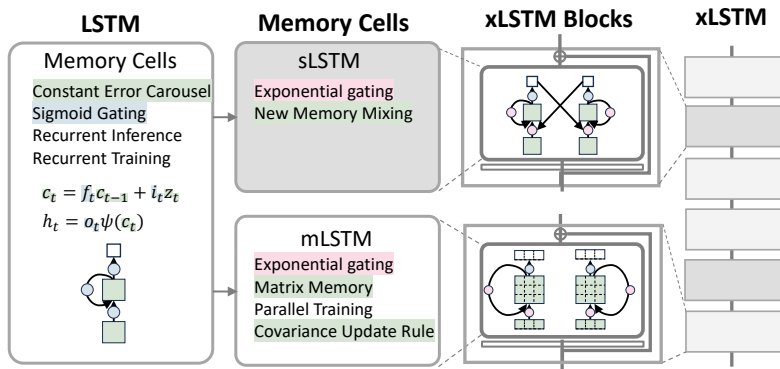 LSTM
Memory Cells
Constant Error Carousel
Sigmoid Gating
Recurrent Inference
Recurrent Training
c_t = f_t c_{t-1} + i_t z_t
h_t = o_t ψ(c_t)
Memory Cells
sLSTM
Exponential gating
New Memory Mixing
mLSTM
Exponential gating
Matrix Memory
Parallel Training
Covariance Update Rule
xLSTM Blocks
xLSTM